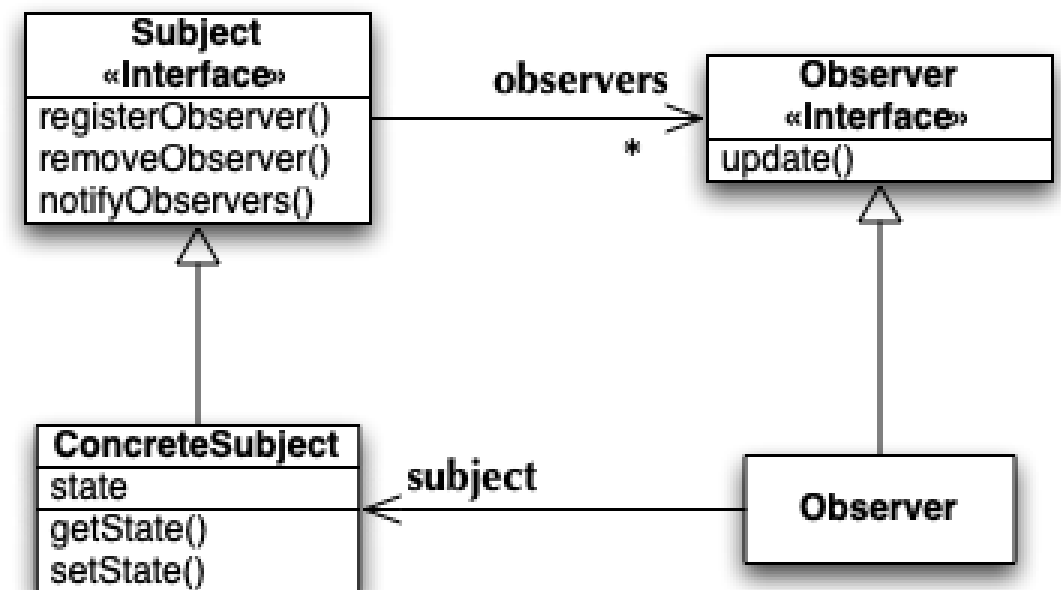 Subject
«Interface»
registerObserver()
removeObserver()
notifyObservers()
observers
*
Observer
«Interface»
update()
ConcreteSubject
state
getState()
setState()
subject
Observer